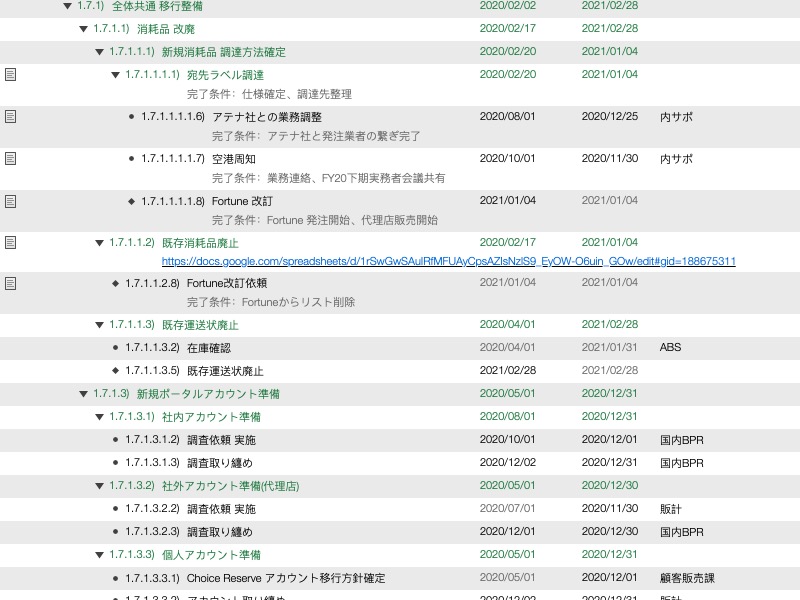 1.7.1) 全体共通 移行整備 2020/02/02 2021/02/28
1.7.1.1) 消耗品 改廃 2020/02/17 2021/02/28
1.7.1.1.1) 新規消耗品 調達方法確定 2020/02/20 2021/01/04
1.7.1.1.1.1) 宛先ラベル調達 2020/02/20 2021/01/04
完了条件: 仕様確定、調達先整理
1.7.1.1.1.1.6) アテナ社との業務調整 2020/08/01 2020/12/25 内サポ
完了条件: アテナ社と発注業者の繋ぎ完了
1.7.1.1.1.1.7) 空港周知 2020/10/01 2020/11/30 内サポ
完了条件: 業務連絡、FY20下期実務者会議共有
1.7.1.1.1.1.8) Fortune 改訂 2021/01/04 2021/01/04
完了条件: Fortune 発注開始、代理店販売開始
1.7.1.1.2) 既存消耗品廃止 2020/02/17 2021/01/04
1.7.1.1.2.8) Fortune改訂依頼 2021/01/04 2021/01/04
完了条件: Fortuneからリスト削除
1.7.1.1.3) 既存運送状廃止 2020/04/01 2021/02/28
1.7.1.1.3.2) 在庫確認 2020/04/01 2021/01/31 ABS
1.7.1.1.3.5) 既存運送状廃止 2021/02/28 2021/02/28
1.7.1.3) 新規ポータルアカウント準備 2020/05/01 2020/12/31
1.7.1.3.1) 社内アカウント準備 2020/08/01 2020/12/31
1.7.1.3.1.2) 調査依頼 実施 2020/10/01 2020/12/01 国内BPR
1.7.1.3.1.3) 調査取り纏め 2020/12/02 2020/12/31 国内BPR
1.7.1.3.2) 社外アカウント準備(代理店) 2020/05/01 2020/12/30
1.7.1.3.2.2) 調査依頼 実施 2020/07/01 2020/11/30 販計
1.7.1.3.2.3) 調査取り纏め 2020/12/01 2020/12/30 国内BPR
1.7.1.3.3) 個人アカウント準備 2020/05/01 2020/12/31
1.7.1.3.3.1) Choice Reserve アカウント移行方針確定 2020/05/01 2020/12/01 顧客販売課